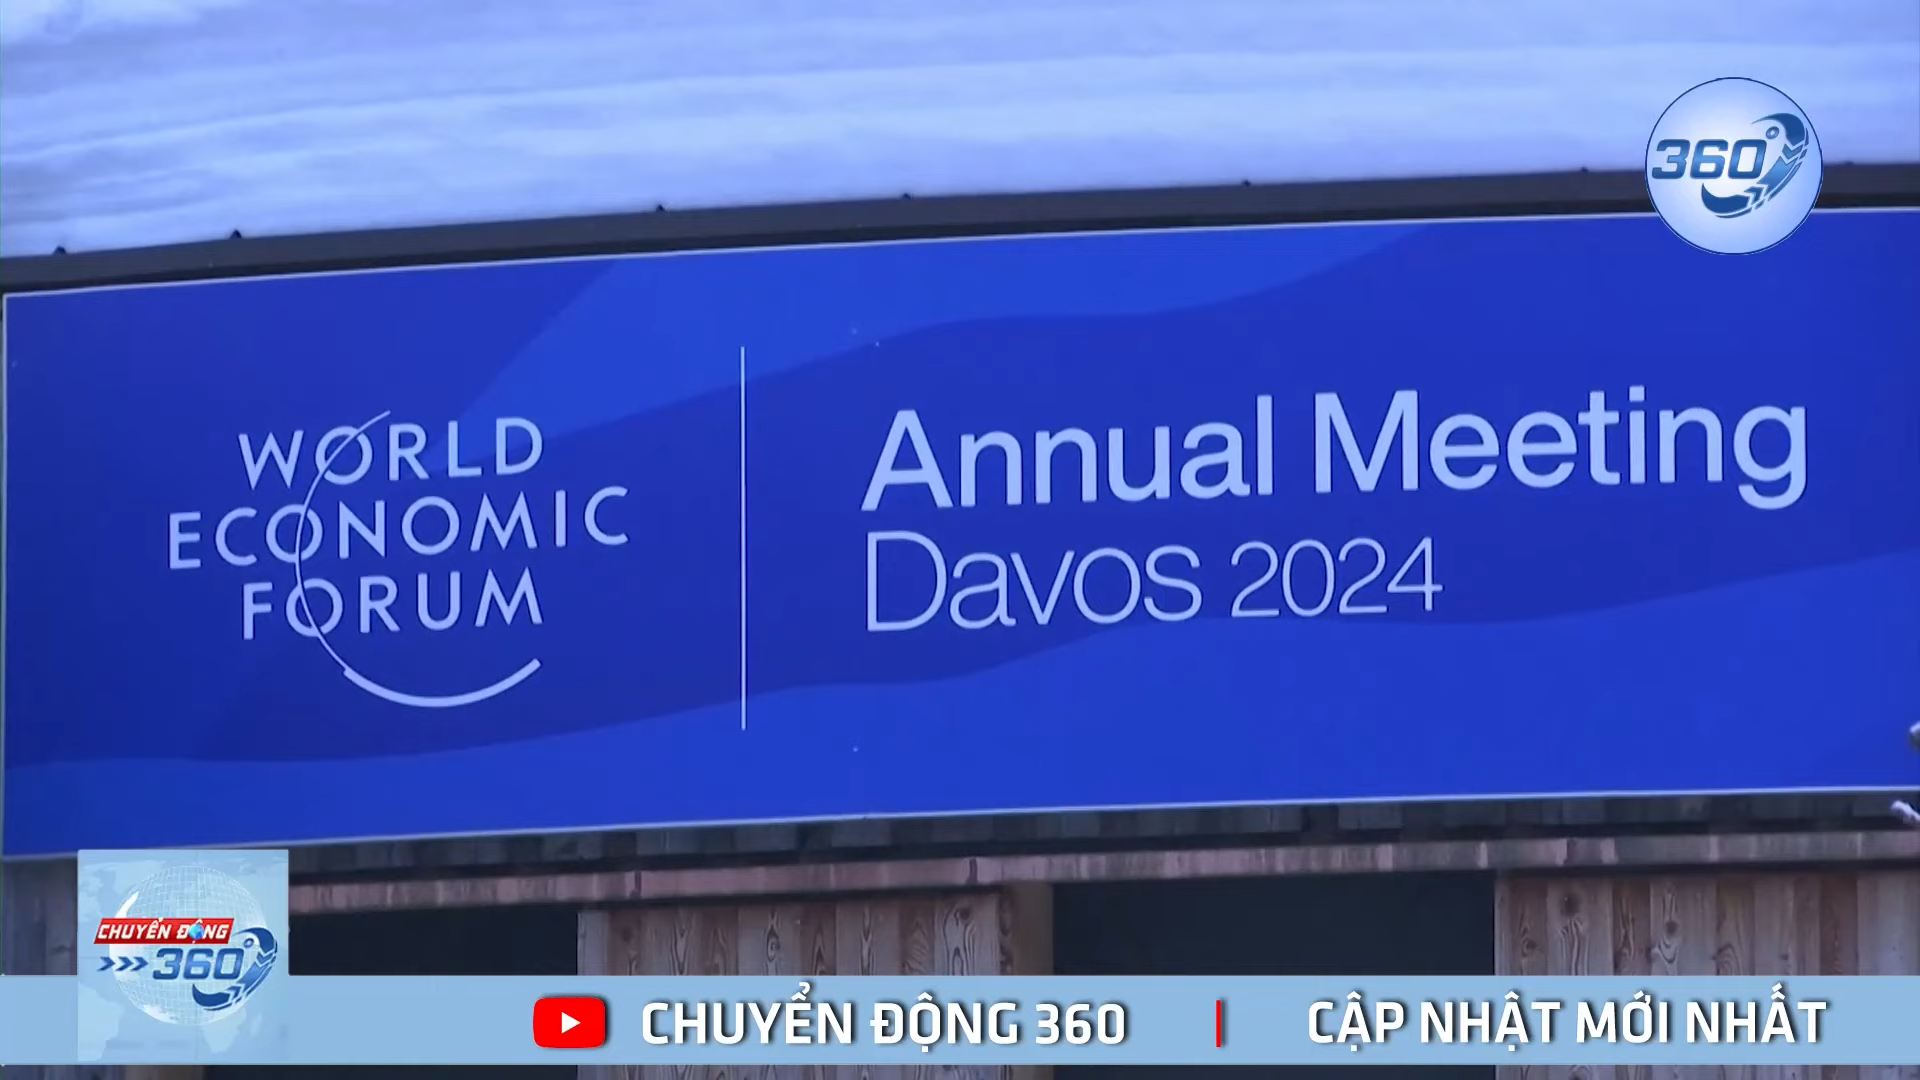 360°
WORLD
ECONOMIC
FORUM
Annual Meeting
Davos 2024
CHUYỂN ĐỘNG
360°
CHUYỂN ĐỘNG 360 | CẬP NHẬT MỚI NHẤT